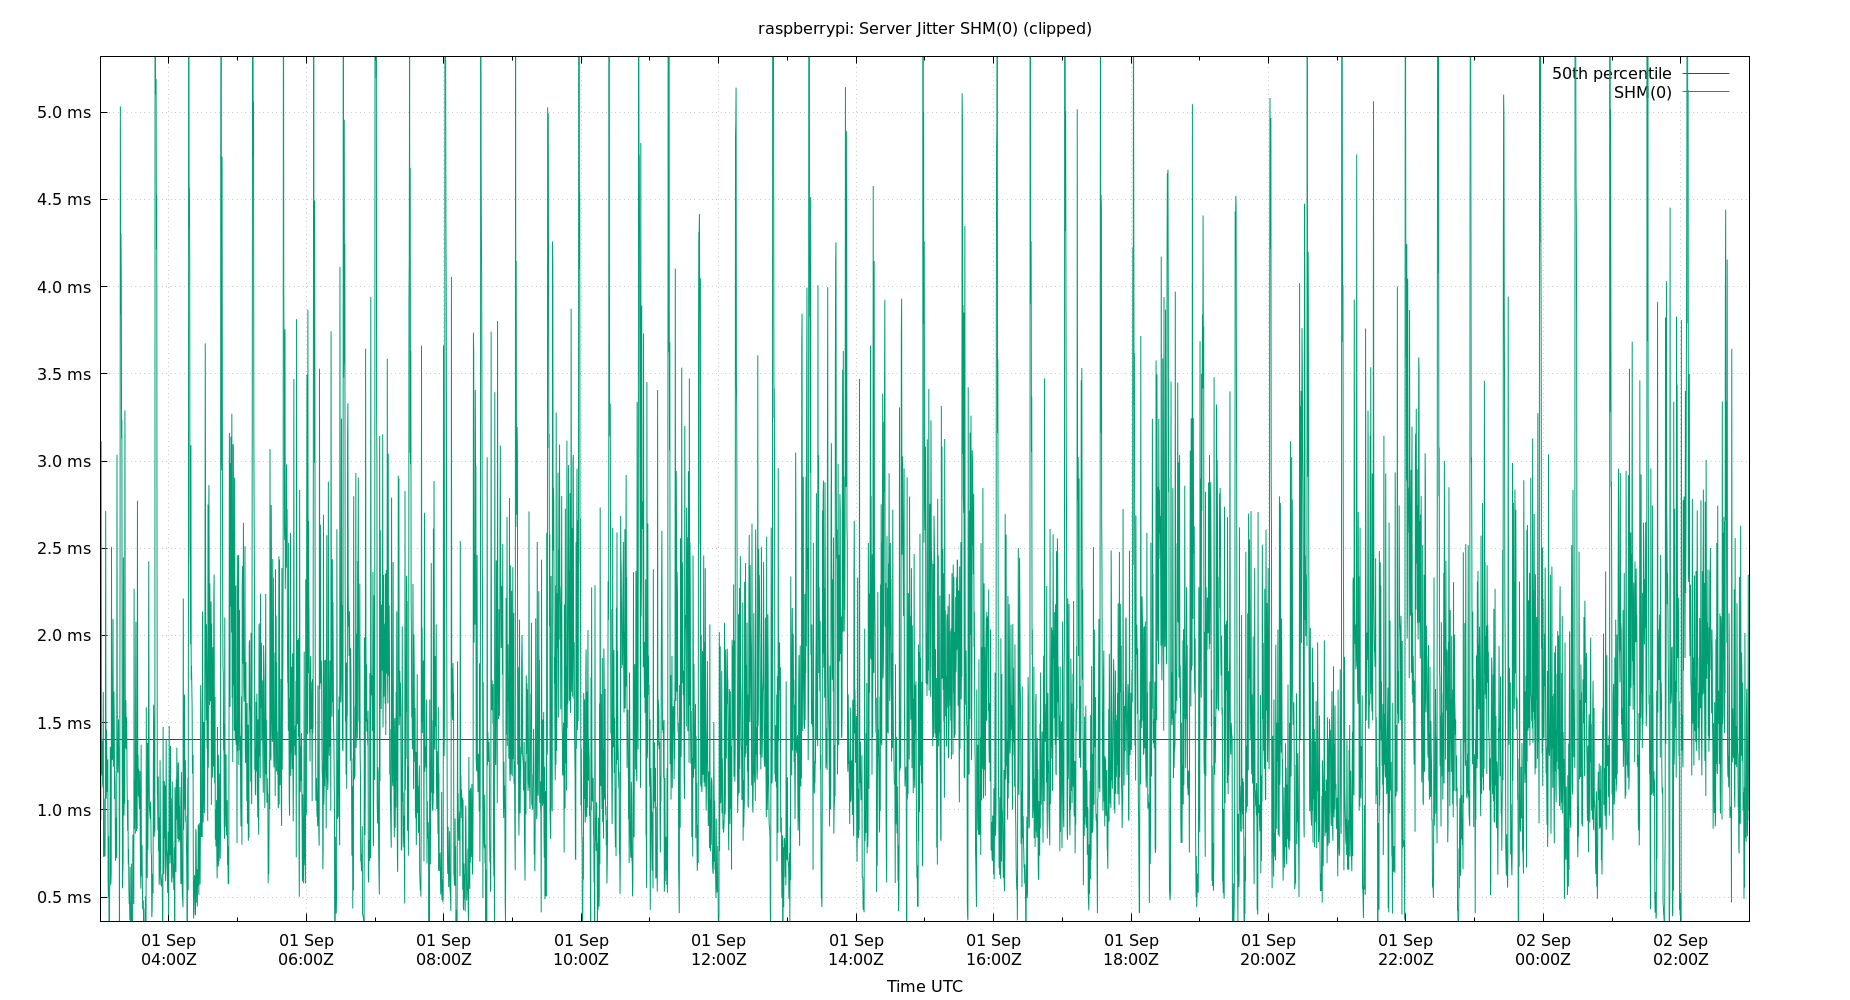 raspberrypi: Server Jitter SHM(0) (clipped)
50th percentile
SHM(0)
5.0 ms
4.5 ms
4.0 ms
3.5 ms
3.0 ms
2.5 ms
2.0 ms
1.5 ms
1.0 ms
0.5 ms
01 Sep 01 Sep 01 Sep 01 Sep 01 Sep 01 Sep 01 Sep 01 Sep 01 Sep 01 Sep 02 Sep 02 Sep
04:00Z 06:00Z 08:00Z 10:00Z 12:00Z 14:00Z 16:00Z 18:00Z 20:00Z 22:00Z 00:00Z 02:00Z
Time UTC